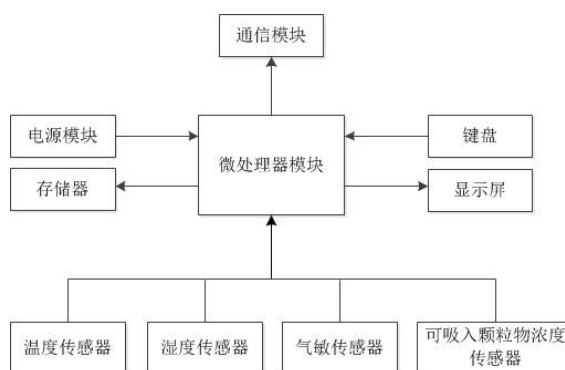 通信模块
电源模块
键盘
微处理器模块
存储器
显示屏
温度传感器
湿度传感器
气敏传感器
可吸入颗粒物浓度
传感器